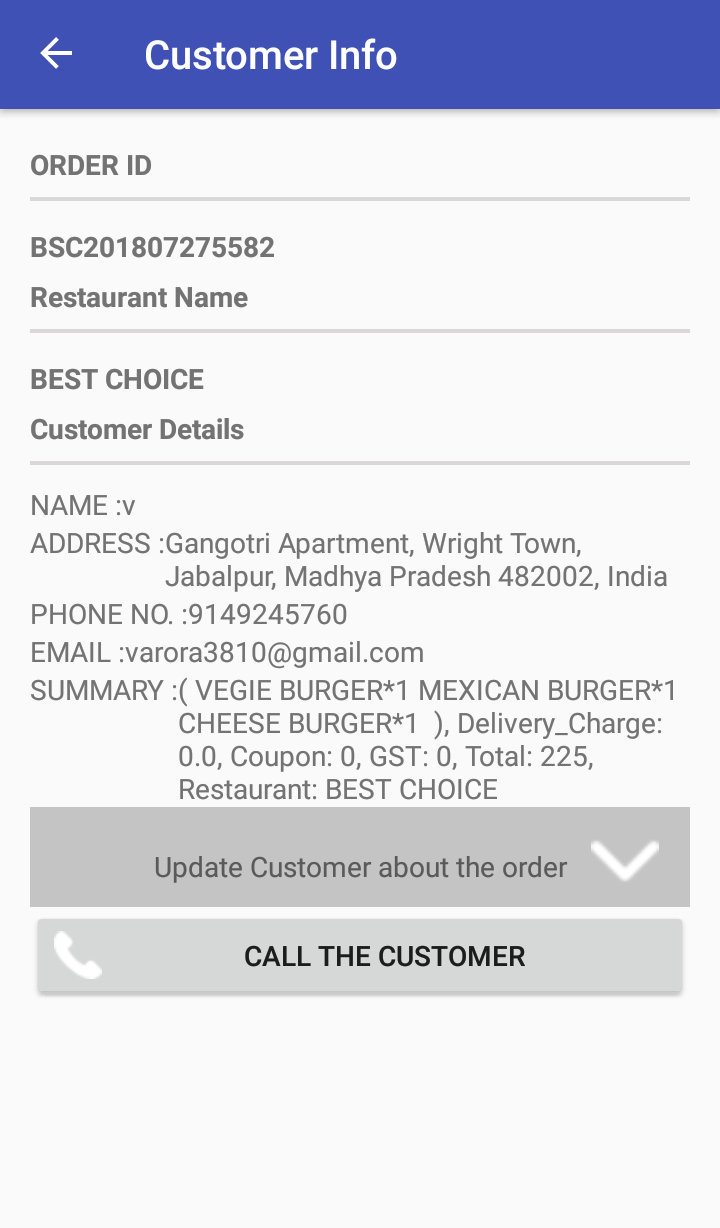 Customer Info
ORDER ID
BSC201807275582
Restaurant Name
BEST CHOICE
Customer Details
NAME :v
ADDRESS :Gangotri Apartment, Wright Town,
Jabalpur, Madhya Pradesh 482002, India
PHONE NO. :9149245760
EMAIL :varora3810@gmail.com
SUMMARY :( VEGIE BURGER*1 MEXICAN BURGER*1
CHEESE BURGER*1  ), Delivery_Charge:
0.0, Coupon: 0, GST: 0, Total: 225,
Restaurant: BEST CHOICE
Update Customer about the order
CALL THE CUSTOMER